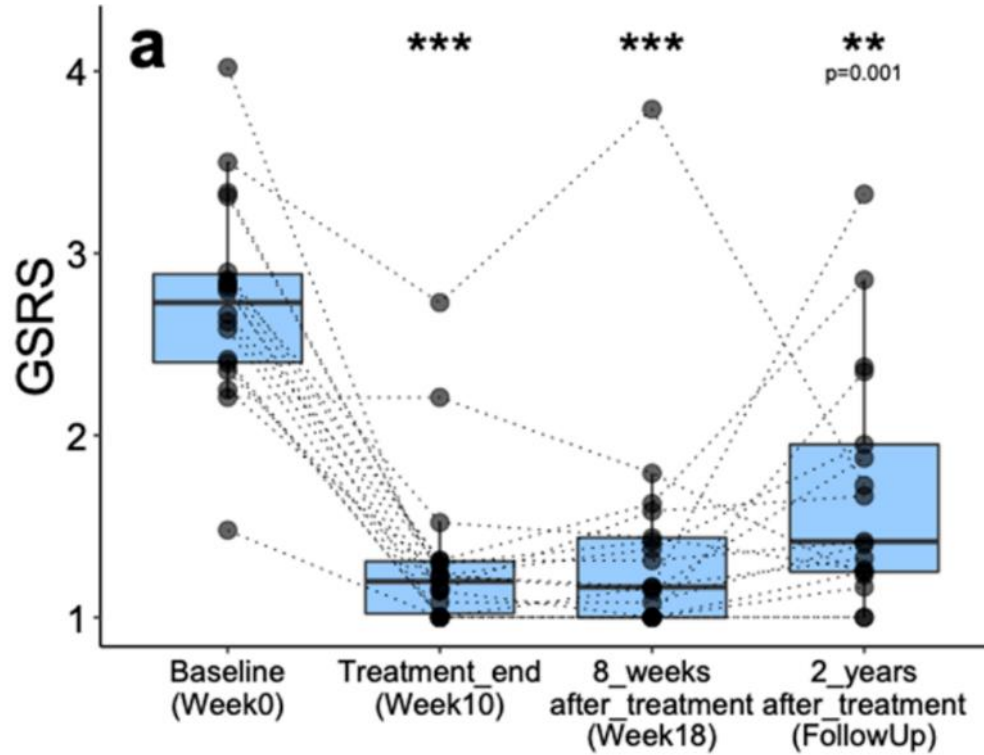 a
***
***
**
p=0.001
GSRS
4
3
2
1
Baseline
(Week0)
Treatment_end
(Week10)
8_weeks
after_treatment
(Week18)
2_years
after_treatment
(FollowUp)